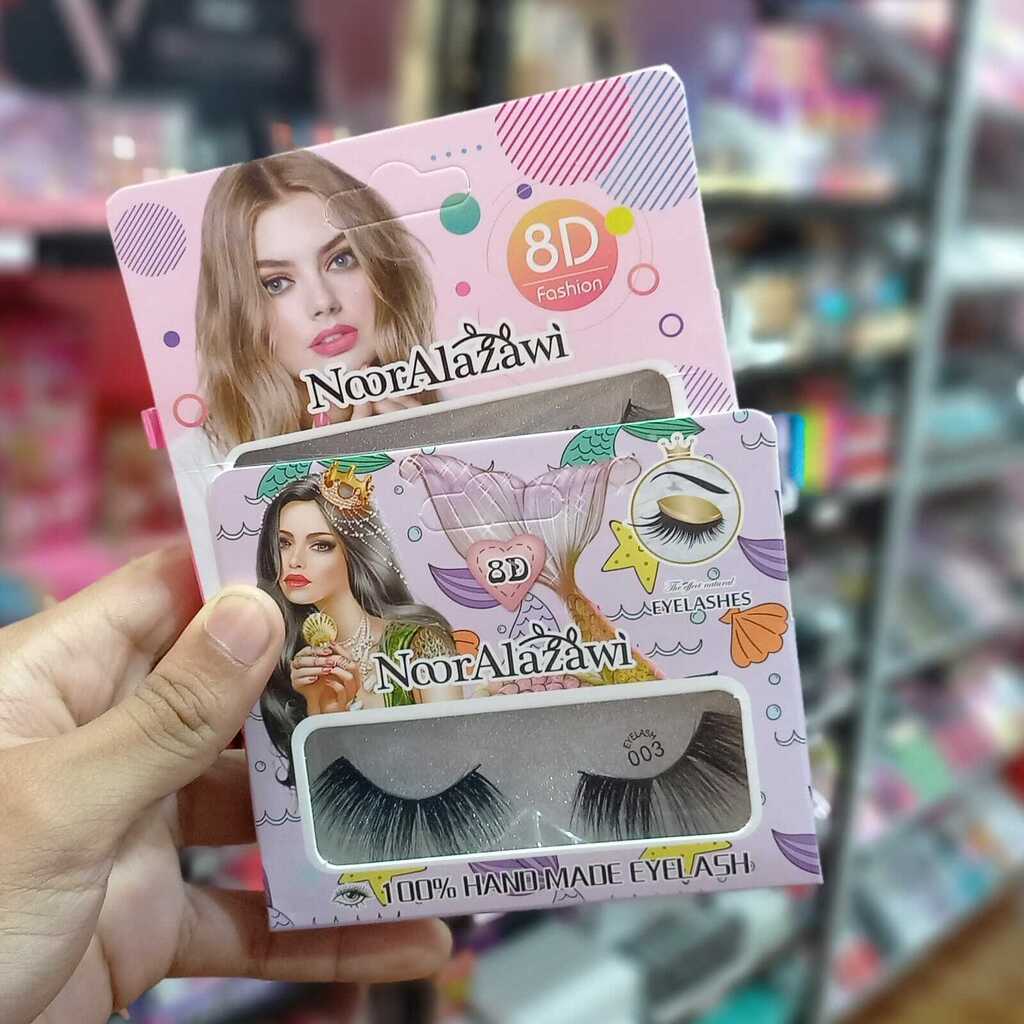 8D
fashion
NoorAlazawi
8D
The effect natural
EYELASHES
NoorAlazawi
EYELASH
003
100% HAND MADE EYELASH